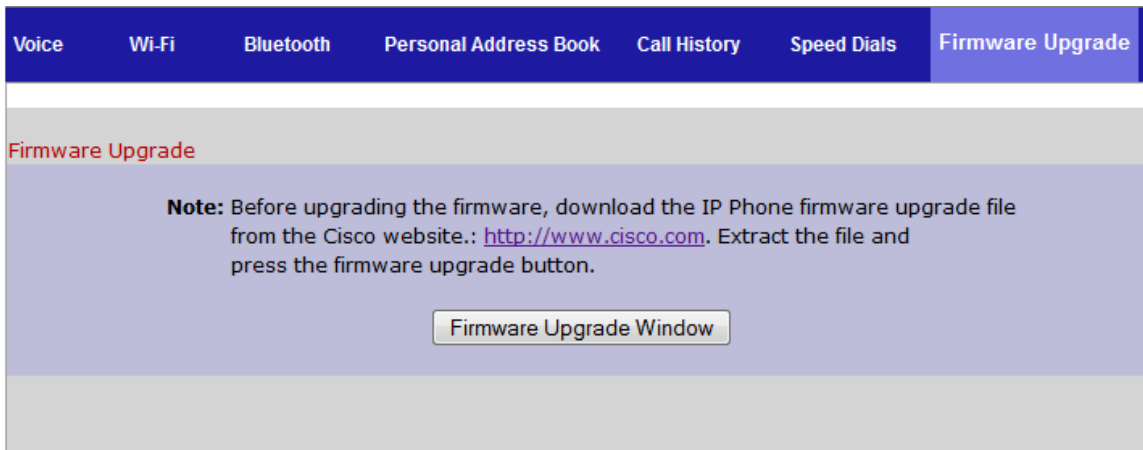 Voice Wi-Fi Bluetooth Personal Address Book Call History Speed Dials Firmware Upgrade
Firmware Upgrade
Note: Before upgrading the firmware, download the IP Phone firmware upgrade file
from the Cisco website.: http://www.cisco.com. Extract the file and
press the firmware upgrade button.
Firmware Upgrade Window